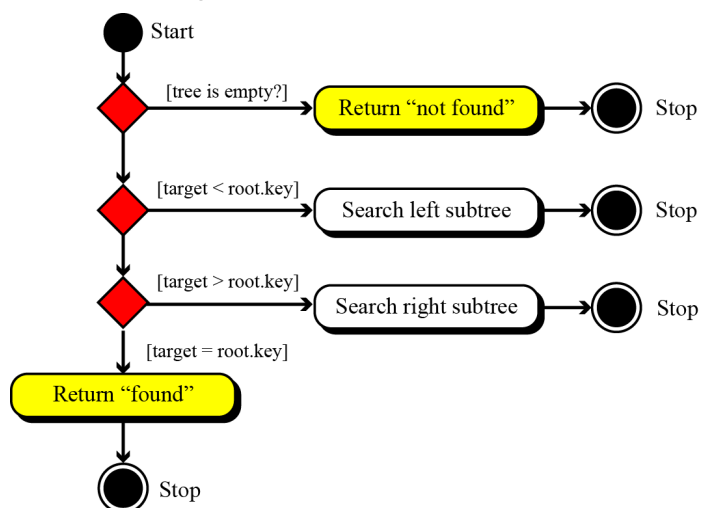 Start
[tree is empty?]
Return “not found”
Stop
[target < root.key]
Search left subtree
Stop
[target > root.key]
Search right subtree
Stop
[target = root.key]
Return “found”
Stop